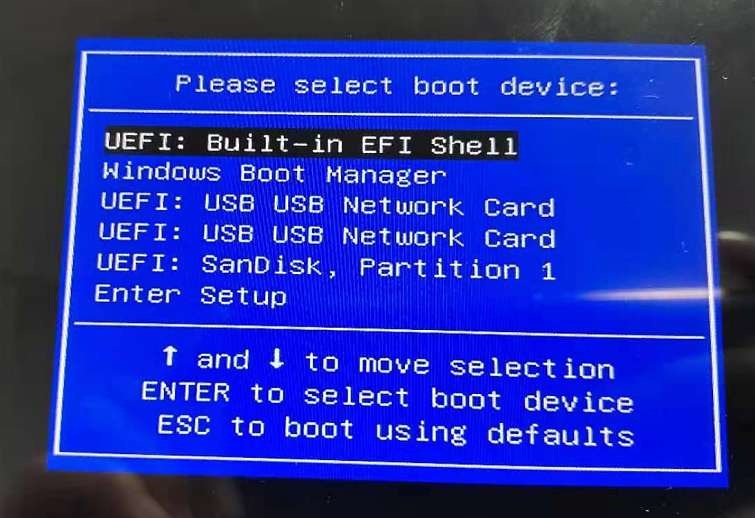 Please select boot device:
UEFI: Built-in EFI Shell
Windows Boot Manager
UEFI: USB USB Network Card
UEFI: USB USB Network Card
UEFI: SanDisk, Partition 1
Enter Setup
↑ and ↓ to move selection
ENTER to select boot device
ESC to boot using defaults